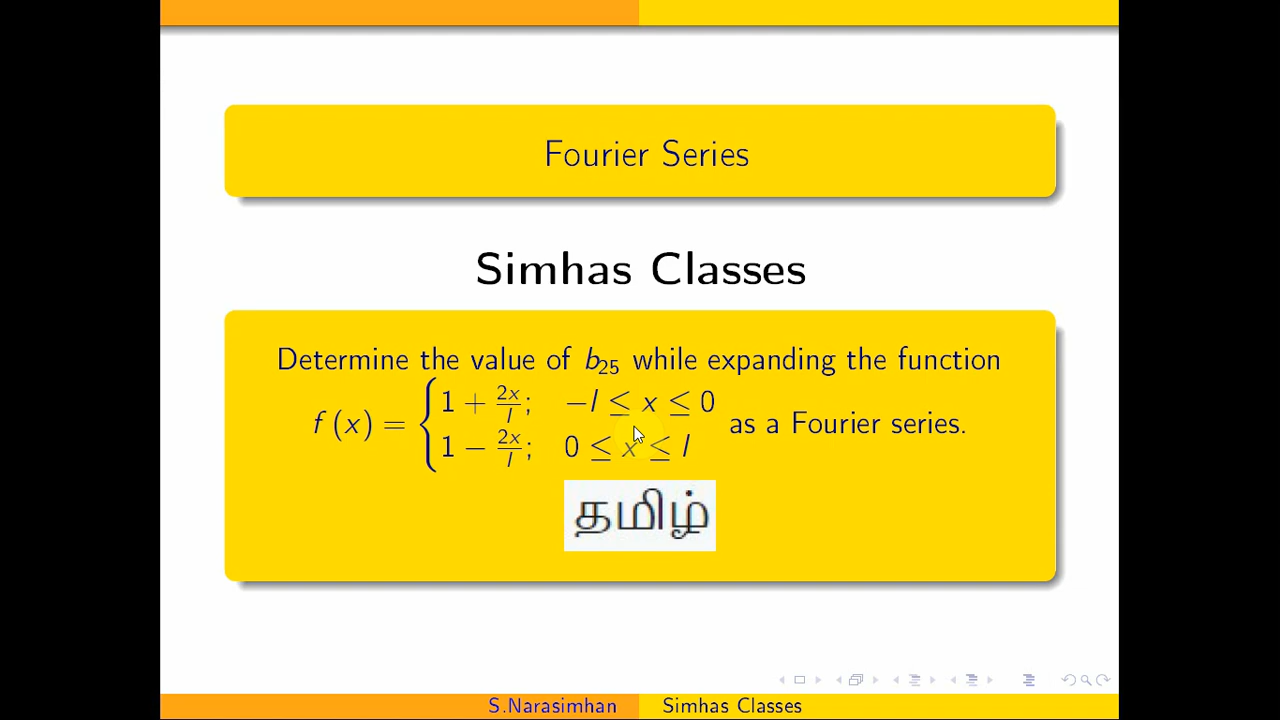 Fourier Series
Simhas Classes
Determine the value of b₂₅ while expanding the function
f (x) = { 1 + 2x/l; −l ≤ x ≤ 0
1 − 2x/l; 0 ≤ x ≤ l as a Fourier series.
தமிழ்
S.Narasimhan Simhas Classes